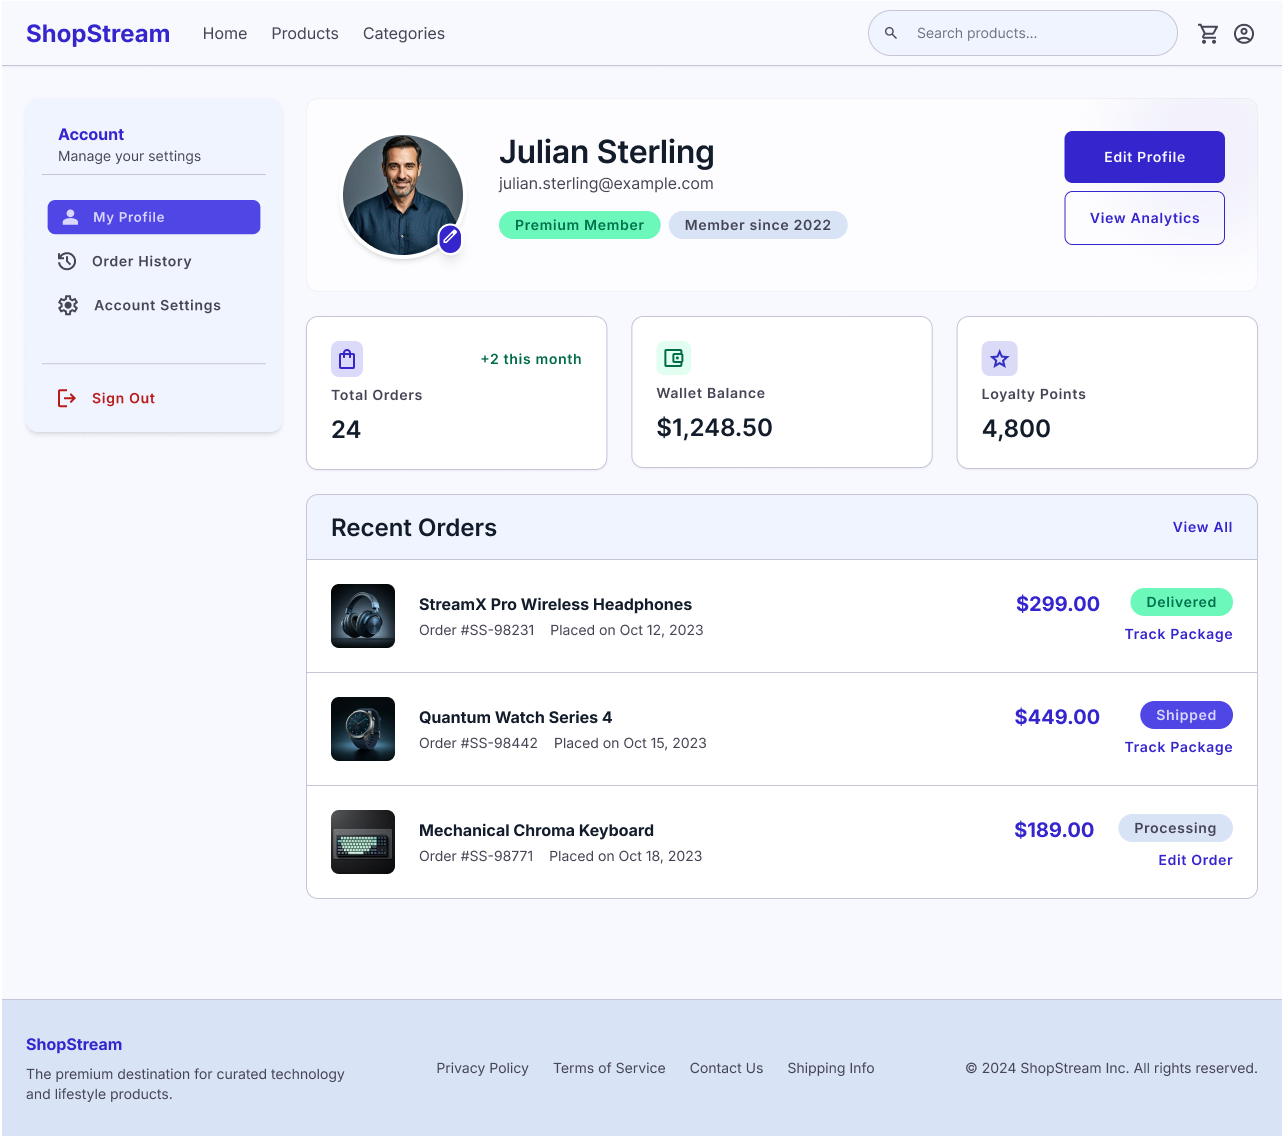 ShopStream
Home
Products
Categories
Search products...
Account
Manage your settings
My Profile
Order History
Account Settings
Sign Out
Julian Sterling
julian.sterling@example.com
Premium Member
Member since 2022
Edit Profile
View Analytics
+2 this month
Total Orders
24
Wallet Balance
$1,248.50
Loyalty Points
4,800
Recent Orders
View All
StreamX Pro Wireless Headphones
Order #SS-98231
Placed on Oct 12, 2023
$299.00
Delivered
Track Package
Quantum Watch Series 4
Order #SS-98442
Placed on Oct 15, 2023
$449.00
Shipped
Track Package
Mechanical Chroma Keyboard
Order #SS-98771
Placed on Oct 18, 2023
$189.00
Processing
Edit Order
ShopStream
The premium destination for curated technology
and lifestyle products.
Privacy Policy
Terms of Service
Contact Us
Shipping Info
© 2024 ShopStream Inc. All rights reserved.